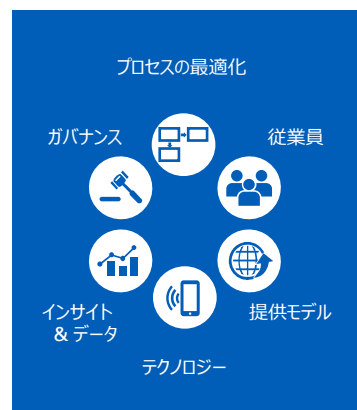 プロセスの最適化
ガバナンス
従業員
インサイト
& データ
提供モデル
テクノロジー